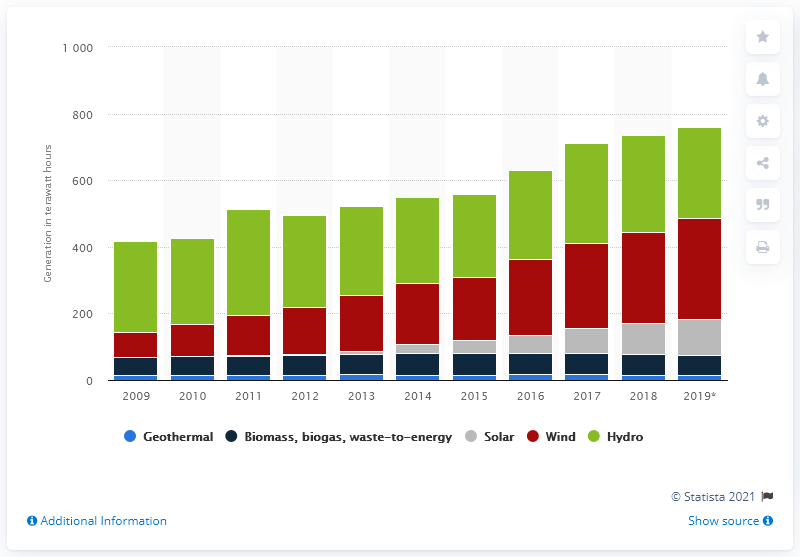 1 000
800
600
400
200
0
Generation in terawatt hours
2009 2010 2011 2012 2013 2014 2015 2016 2017 2018 2019*
Geothermal Biomass, biogas, waste-to-energy Solar Wind Hydro
© Statista 2021
Additional Information Show source